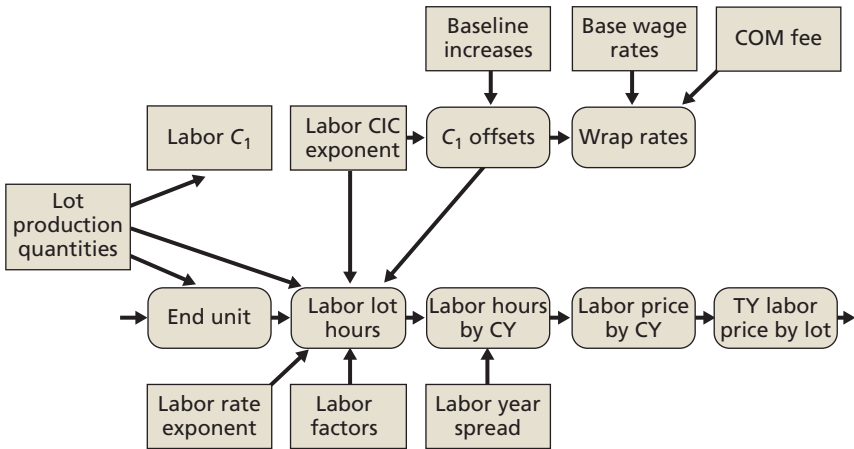 Baseline
increases
Base wage
rates
COM fee
Labor C1
Labor CIC
exponent
C1 offsets
Wrap rates
Lot
production
quantities
End unit
Labor lot
hours
Labor hours
by CY
Labor price
by CY
TY labor
price by lot
Labor rate
exponent
Labor
factors
Labor year
spread